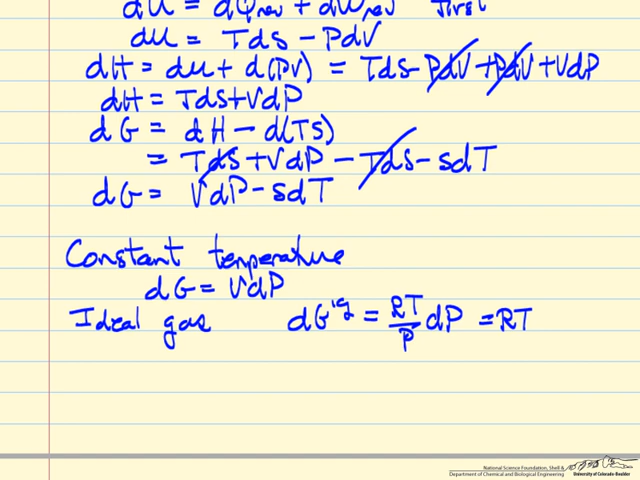 dU = dQrev + dWrev first
dU = TdS - PdV
dH = dU + d(PV) = TdS - PdV + PdV + VdP
dH = TdS + VdP
dG = dH - d(TS)
= TdS + VdP - TdS - SdT
dG = VdP - SdT
Constant temperature
dG = VdP
Ideal gas dG^ig = RT/P dP = RT
National Science Foundation, Shell &
Department of Chemical and Biological Engineering
University of Colorado-Boulder